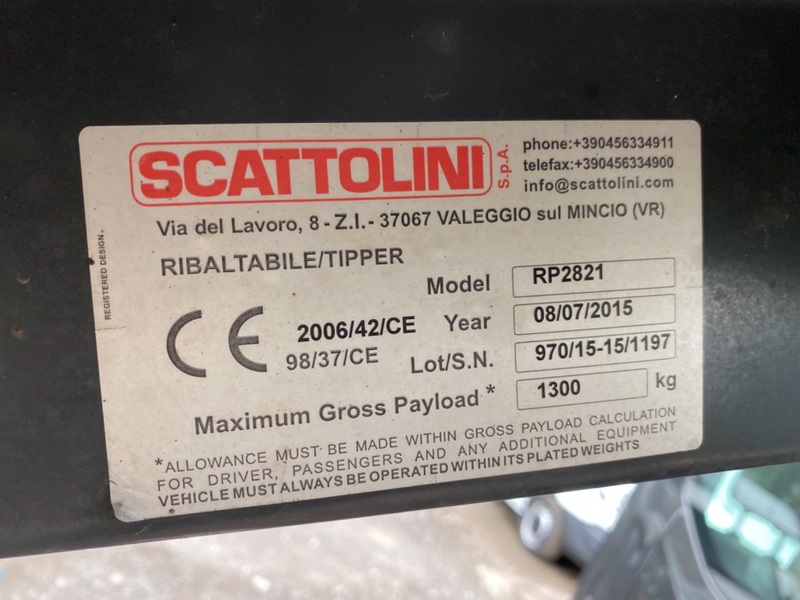 SCATTOLINI S.p.A.
phone:+390456334911
telefax:+390456334900
info@scattolini.com
Via del Lavoro, 8 - Z.I.- 37067 VALEGGIO sul MINCIO (VR)
REGISTERED DESIGN.
RIBALTABILE/TIPPER
Model RP2821
CE 2006/42/CE Year 08/07/2015
98/37/CE Lot/S.N. 970/15-15/1197
Maximum Gross Payload * 1300 kg
*ALLOWANCE MUST BE MADE WITHIN GROSS PAYLOAD CALCULATION
FOR DRIVER, PASSENGERS AND ANY ADDITIONAL EQUIPMENT
VEHICLE MUST ALWAYS BE OPERATED WITHIN ITS PLATED WEIGHTS
*